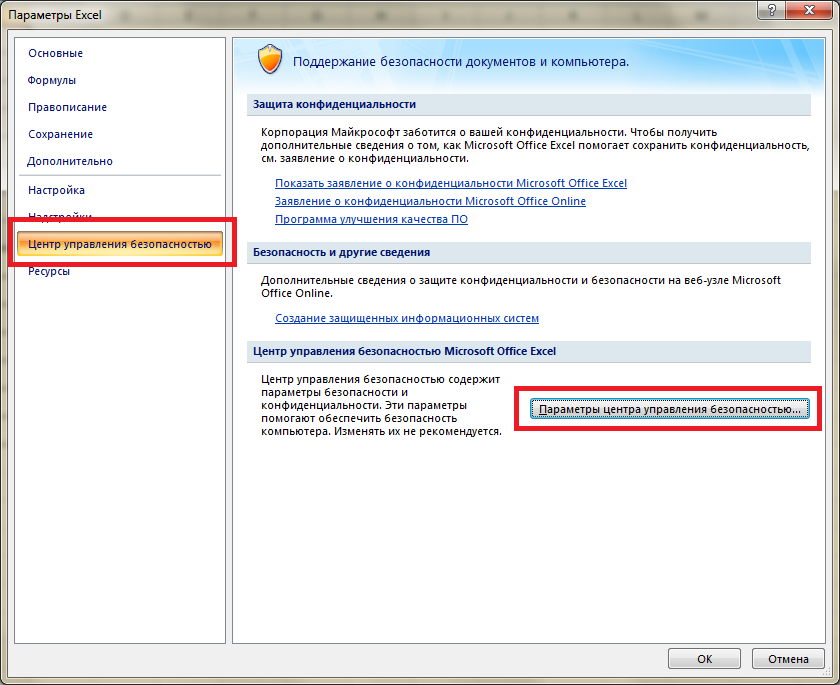 Параметры Excel
?
Основные
Формулы
Правописание
Сохранение
Дополнительно
Настройка
Надстройки
Центр управления безопасностью
Ресурсы
Поддержание безопасности документов и компьютера.
Защита конфиденциальности
Корпорация Майкрософт заботится о вашей конфиденциальности. Чтобы получить
дополнительные сведения о том, как Microsoft Office Excel помогает сохранить конфиденциальность,
см. заявление о конфиденциальности.
Показать заявление о конфиденциальности Microsoft Office Excel
Заявление о конфиденциальности Microsoft Office Online
Программа улучшения качества ПО
Безопасность и другие сведения
Дополнительные сведения о защите конфиденциальности и безопасности на веб-узле Microsoft
Office Online.
Создание защищенных информационных систем
Центр управления безопасностью Microsoft Office Excel
Центр управления безопасностью содержит
параметры безопасности и
конфиденциальности. Эти параметры
помогают обеспечить безопасность
компьютера. Изменять их не рекомендуется.
Параметры центра управления безопасностью...
ОК
Отмена